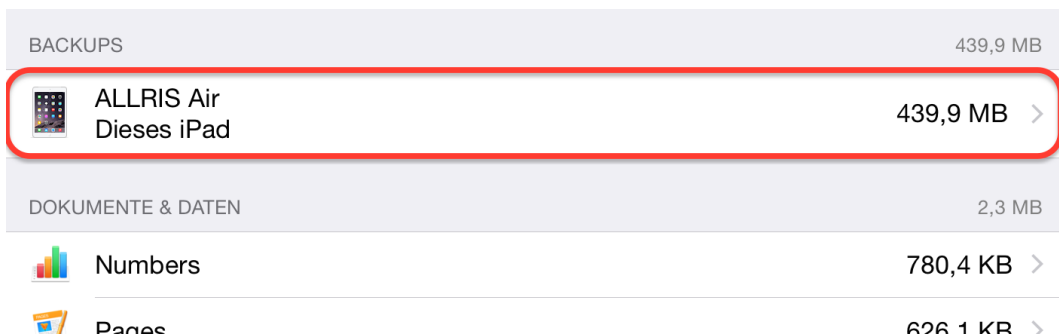 BACKUPS 439,9 MB
ALLRIS Air
Dieses iPad
439,9 MB
DOKUMENTE & DATEN 2,3 MB
Numbers 780,4 KB
Pages 626,1 KB